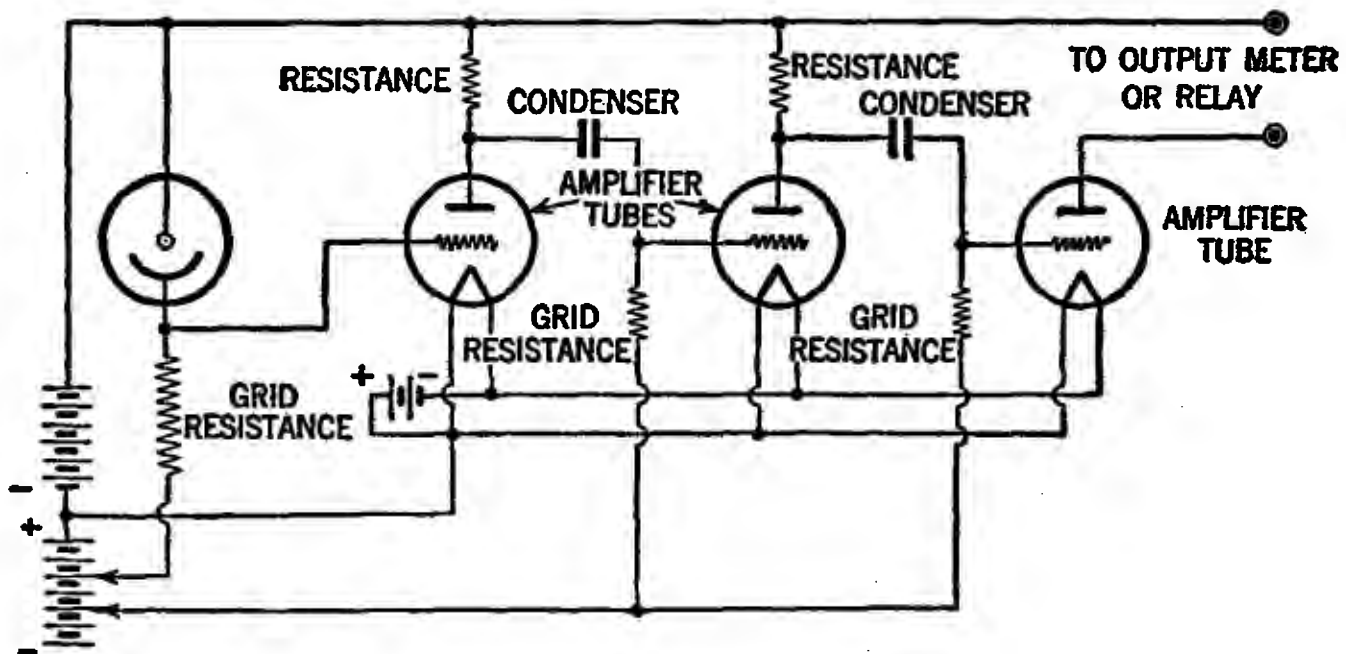 RESISTANCE
CONDENSER
RESISTANCE
CONDENSER
TO OUTPUT METER
OR RELAY
AMPLIFIER
TUBES
AMPLIFIER
TUBE
GRID
RESISTANCE
GRID
RESISTANCE
+ -
GRID
RESISTANCE
-
+
-